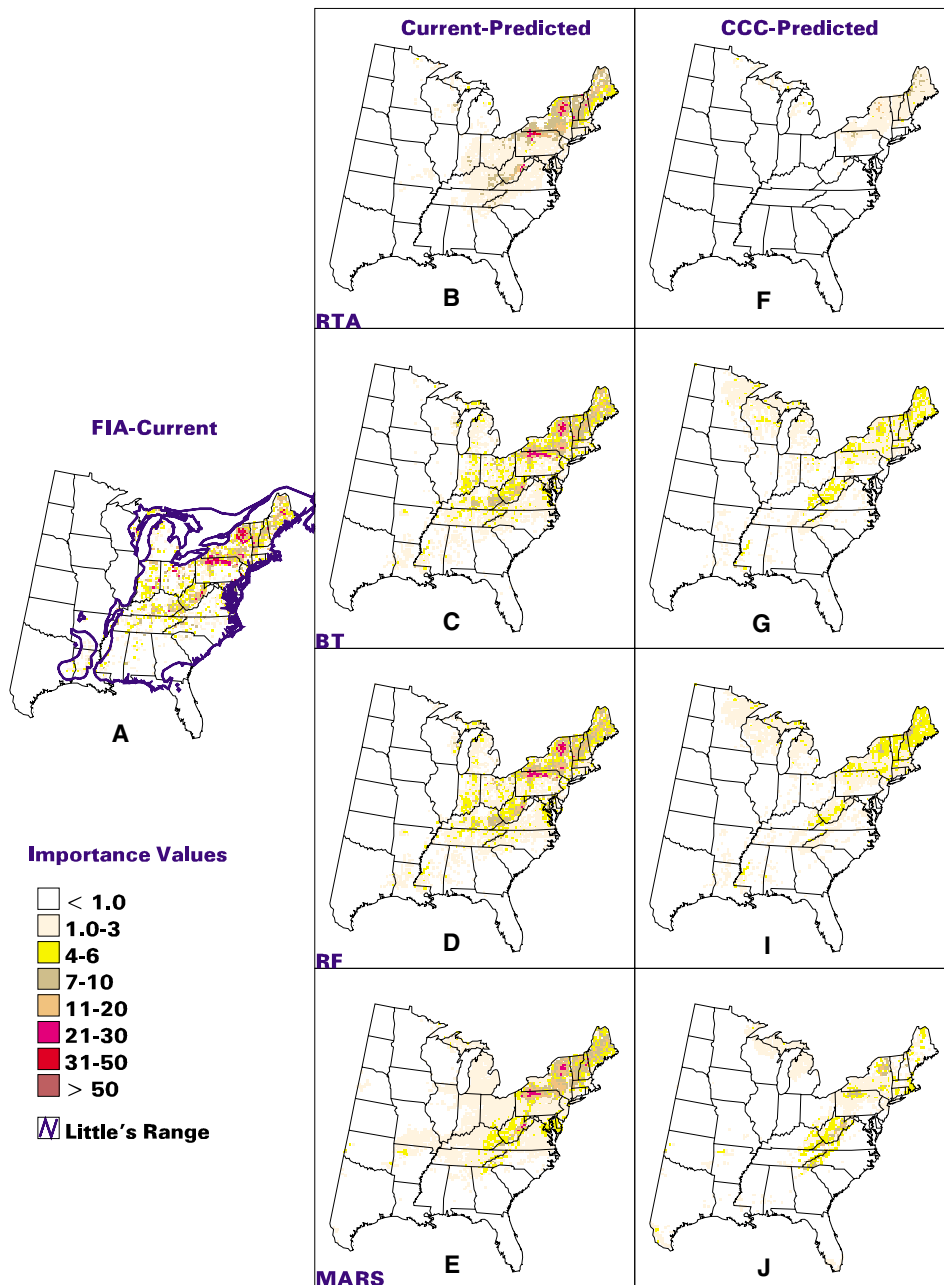 Current-Predicted
CCC-Predicted
B
F
RTA
FIA-Current
A
C
G
BT
D
I
RF
Importance Values
< 1.0
1.0-3
4-6
7-10
11-20
21-30
31-50
> 50
Little's Range
E
J
MARS